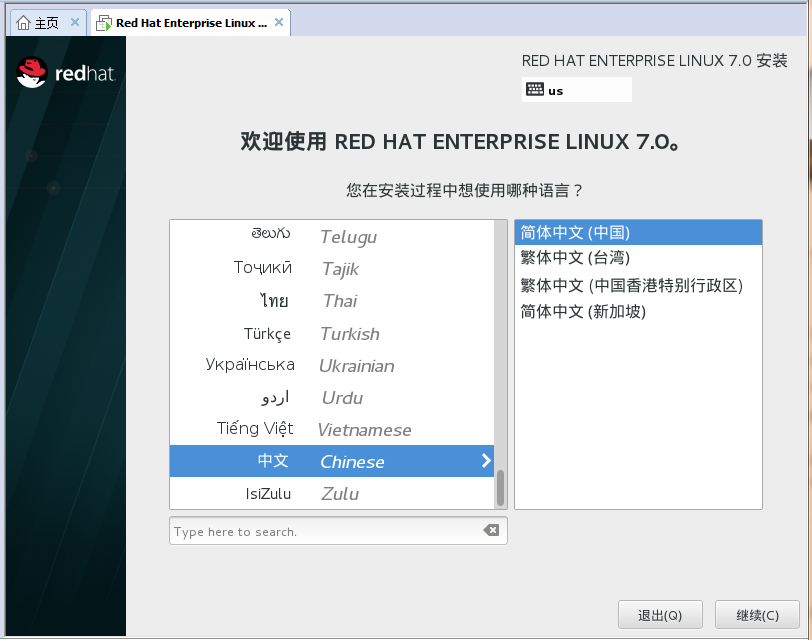 主页
Red Hat Enterprise Linux ...
redhat.
RED HAT ENTERPRISE LINUX 7.0 安装
us
欢迎使用 RED HAT ENTERPRISE LINUX 7.0。
您在安装过程中想使用哪种语言？
తెలుగు Telugu
Тоҷикӣ Tajik
ไทย Thai
Türkçe Turkish
Українська Ukrainian
اردو Urdu
Tiếng Việt Vietnamese
中文 Chinese
IsiZulu Zulu
简体中文 (中国)
繁体中文 (台湾)
繁体中文 (中国香港特别行政区)
简体中文 (新加坡)
Type here to search.
退出(Q)
继续(C)